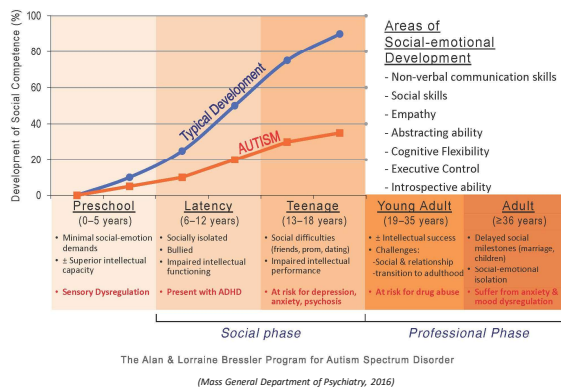 Development of Social Competence (%)
100
80
60
40
20
0
Typical Development
AUTISM
Areas of
Social-emotional
Development
- Non-verbal communication skills
- Social skills
- Empathy
- Abstracting ability
- Cognitive Flexibility
- Executive Control
- Introspective ability
Preschool
(0–5 years)
• Minimal social-emotion
demands
• ± Superior intellectual
capacity
• Sensory Dysregulation
Latency
(6–12 years)
• Socially isolated
• Bullied
• Impaired intellectual
functioning
• Present with ADHD
Teenage
(13–18 years)
• Social difficulties
(friends, prom, dating)
• Impaired intellectual
performance
• At risk for depression,
anxiety, psychosis
Young Adult
(19–35 years)
• ± Intellectual success
• Challenges:
-Social & relationship
-transition to adulthood
• At risk for drug abuse
Adult
(≥36 years)
• Delayed social
milestones (marriage,
children)
• Social-emotional
isolation
• Suffer from anxiety &
mood dysregulation
Social phase
Professional Phase
The Alan & Lorraine Bressler Program for Autism Spectrum Disorder
(Mass General Department of Psychiatry, 2016)